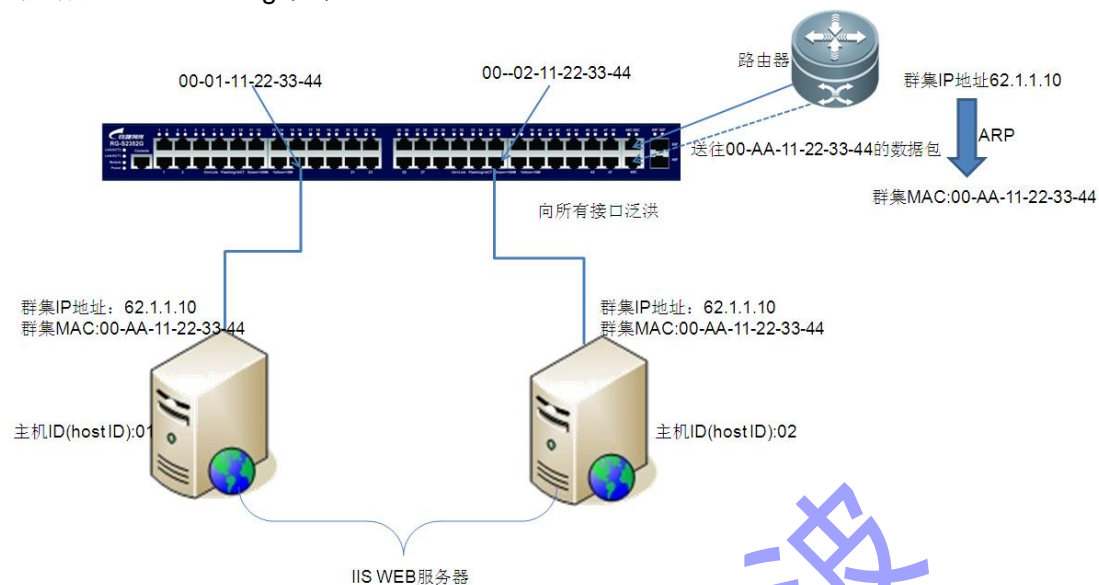 00-01-11-22-33-44
00--02-11-22-33-44
路由器
群集IP地址62.1.1.10
ARP
群集MAC:00-AA-11-22-33-44
送往00-AA-11-22-33-44的数据包
RG-S2352G
Console
向所有接口泛洪
群集IP地址：62.1.1.10
群集MAC:00-AA-11-22-33-44
群集IP地址：62.1.1.10
群集MAC:00-AA-11-22-33-44
主机ID(host ID):01
主机ID(host ID):02
IIS WEB服务器